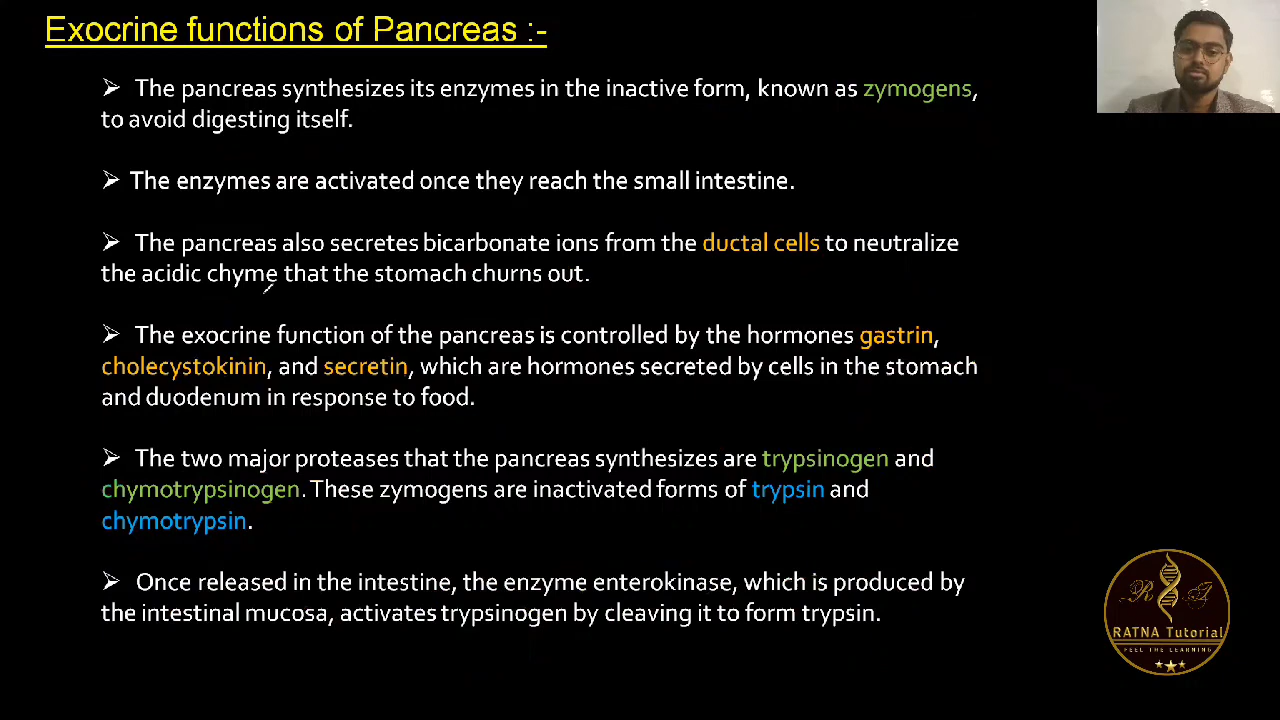 Exocrine functions of Pancreas :-
➢ The pancreas synthesizes its enzymes in the inactive form, known as zymogens,
to avoid digesting itself.
➢ The enzymes are activated once they reach the small intestine.
➢ The pancreas also secretes bicarbonate ions from the ductal cells to neutralize
the acidic chyme that the stomach churns out.
➢ The exocrine function of the pancreas is controlled by the hormones gastrin,
cholecystokinin, and secretin, which are hormones secreted by cells in the stomach
and duodenum in response to food.
➢ The two major proteases that the pancreas synthesizes are trypsinogen and
chymotrypsinogen. These zymogens are inactivated forms of trypsin and
chymotrypsin.
➢ Once released in the intestine, the enzyme enterokinase, which is produced by
the intestinal mucosa, activates trypsinogen by cleaving it to form trypsin.
RATNA Tutorial
FEEL THE LEARNING